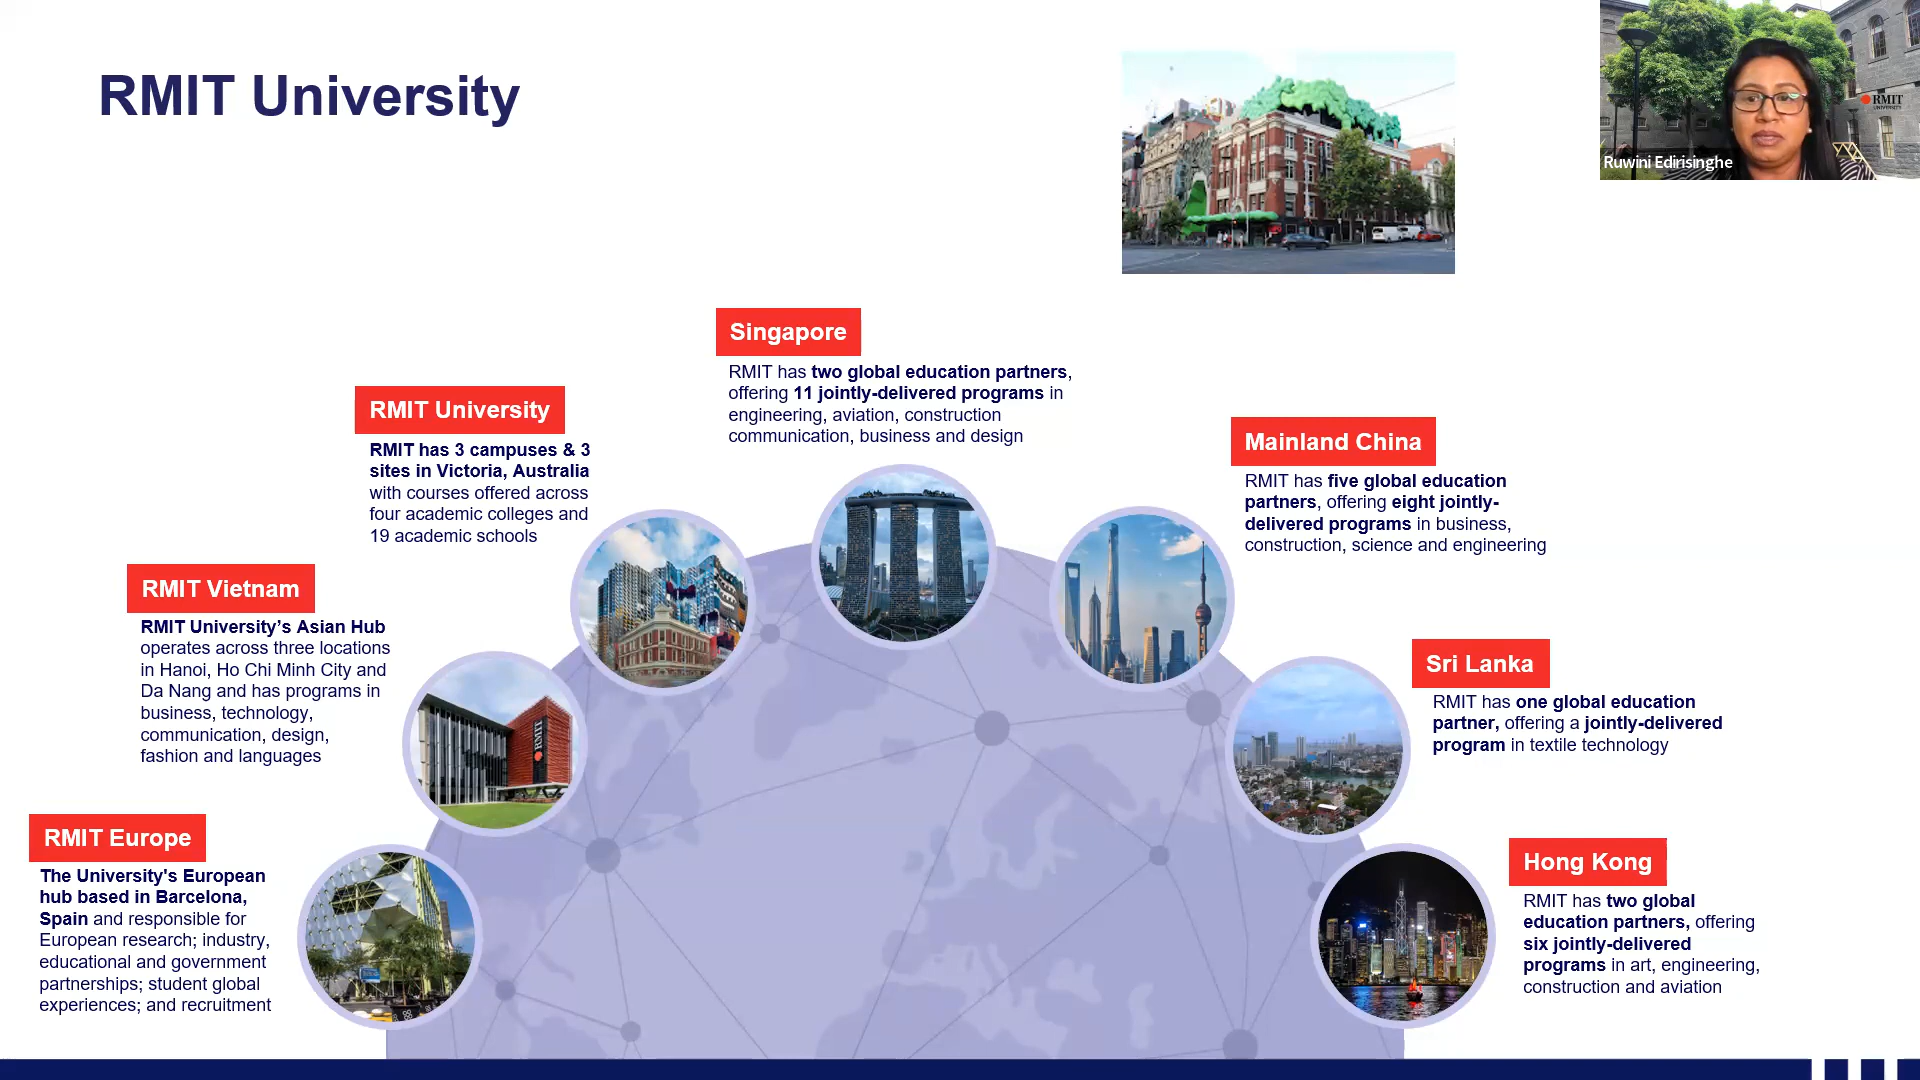 RMIT University
RMIT
UNIVERSITY
Ruwini Edirisinghe
Singapore
RMIT has two global education partners,
offering 11 jointly-delivered programs in
engineering, aviation, construction
communication, business and design
RMIT University
RMIT has 3 campuses & 3
sites in Victoria, Australia
with courses offered across
four academic colleges and
19 academic schools
Mainland China
RMIT has five global education
partners, offering eight jointly-
delivered programs in business,
construction, science and engineering
RMIT Vietnam
RMIT University’s Asian Hub
operates across three locations
in Hanoi, Ho Chi Minh City and
Da Nang and has programs in
business, technology,
communication, design,
fashion and languages
RMIT
Sri Lanka
RMIT has one global education
partner, offering a jointly-delivered
program in textile technology
RMIT Europe
The University's European
hub based in Barcelona,
Spain and responsible for
European research; industry,
educational and government
partnerships; student global
experiences; and recruitment
Hong Kong
RMIT has two global
education partners, offering
six jointly-delivered
programs in art, engineering,
construction and aviation